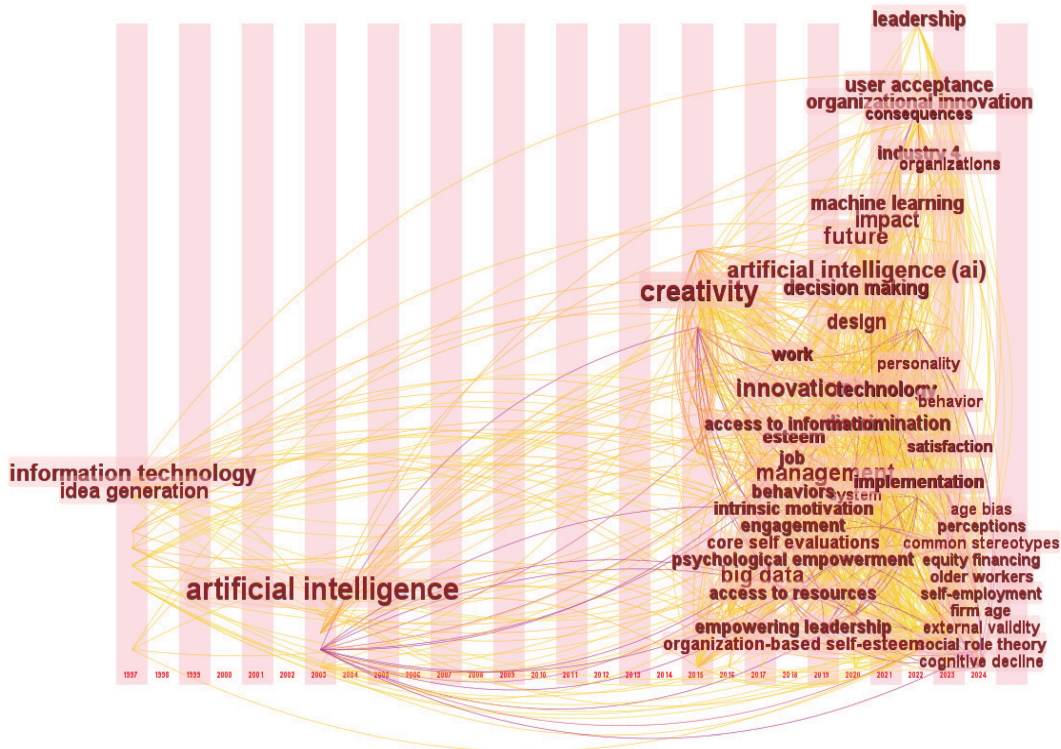 leadership
user acceptance
organizational innovation
consequences
industry 4
organizations
machine learning
impact
future
artificial intelligence (ai)
creativity
decision making
design
work
personality
innovation
technology
behavior
access to information
discrimination
esteem
satisfaction
job
information technology
management
implementation
idea generation
behaviors
system
intrinsic motivation
age bias
engagement
perceptions
core self evaluations
common stereotypes
psychological empowerment
equity financing
big data
older workers
artificial intelligence
access to resources
self-employment
firm age
empowering leadership
external validity
organization-based self-esteem
social role theory
cognitive decline
1997 1998 1999 2000 2001 2002 2003 2004 2005 2006 2007 2008 2009 2010 2011 2012 2013 2014 2015 2016 2017 2018 2019 2020 2021 2022 2023 2024